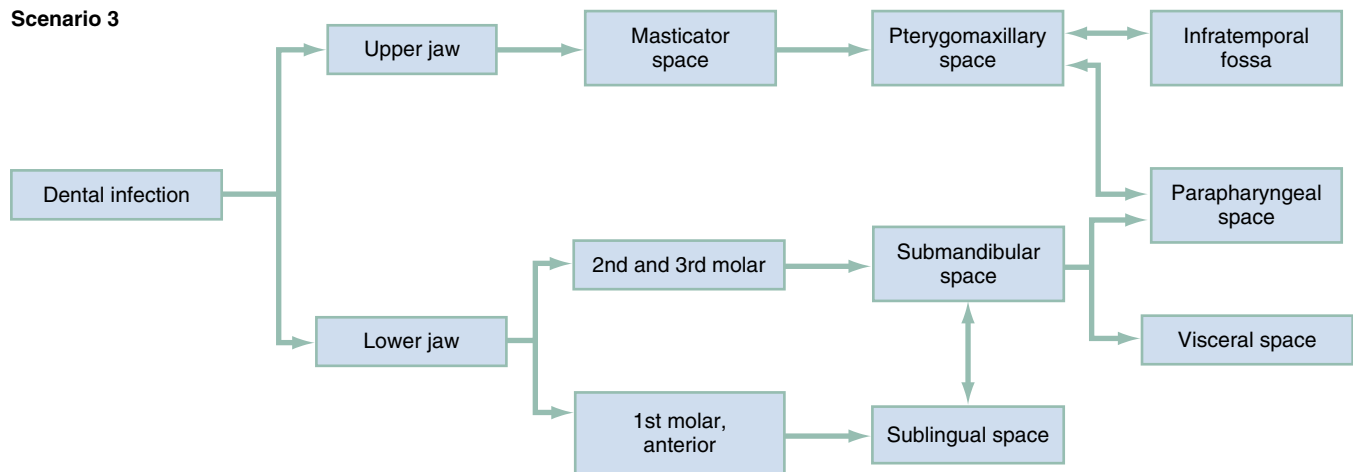 Scenario 3
Upper jaw
Masticator
space
Pterygomaxillary
space
Infratemporal
fossa
Dental infection
Parapharyngeal
space
2nd and 3rd molar
Submandibular
space
Lower jaw
Visceral space
1st molar,
anterior
Sublingual space